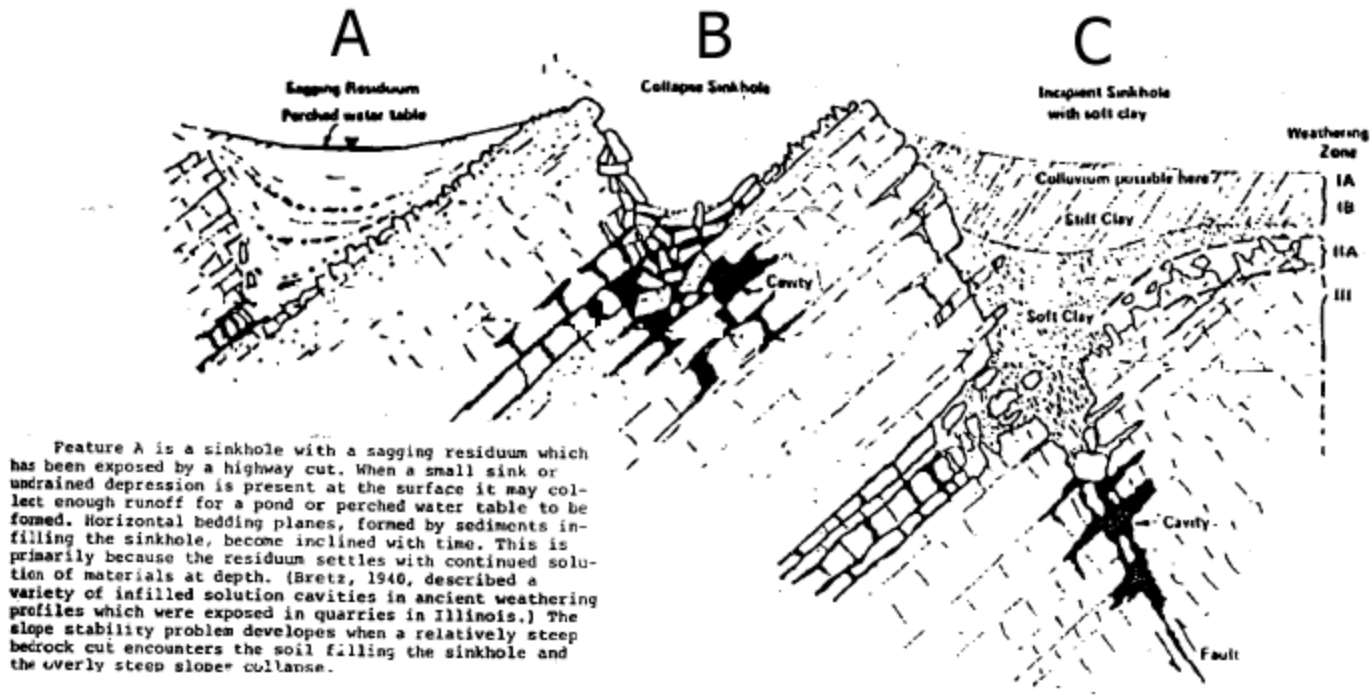 A
B
C
Sagging Residuum
Perched water table
Collapse Sinkhole
Incipient Sinkhole
with soft clay
Weathering
Zone
Colluvium possible here?
IA
Stiff Clay
IB
IIA
Cavity
III
Soft Clay
Cavity
Fault
Feature A is a sinkhole with a sagging residuum which
has been exposed by a highway cut. When a small sink or
undrained depression is present at the surface it may col-
lect enough runoff for a pond or perched water table to be
formed. Horizontal bedding planes, formed by sediments in-
filling the sinkhole, become inclined with time. This is
primarily because the residuum settles with continued solu-
tion of materials at depth. (Bretz, 1940, described a
variety of infilled solution cavities in ancient weathering
profiles which were exposed in quarries in Illinois.) The
slope stability problem developes when a relatively steep
bedrock cut encounters the soil filling the sinkhole and
the overly steep slopes collapse.